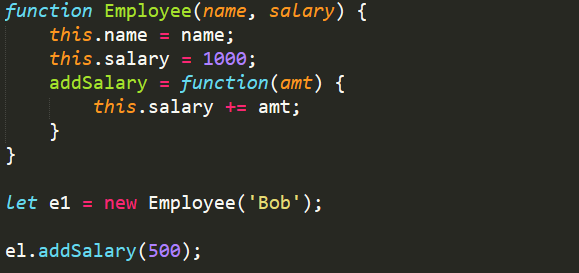 function Employee(name, salary) {
    this.name = name;
    this.salary = 1000;
    addSalary = function(amt) {
        this.salary += amt;
    }
}
let e1 = new Employee('Bob');
el.addSalary(500);